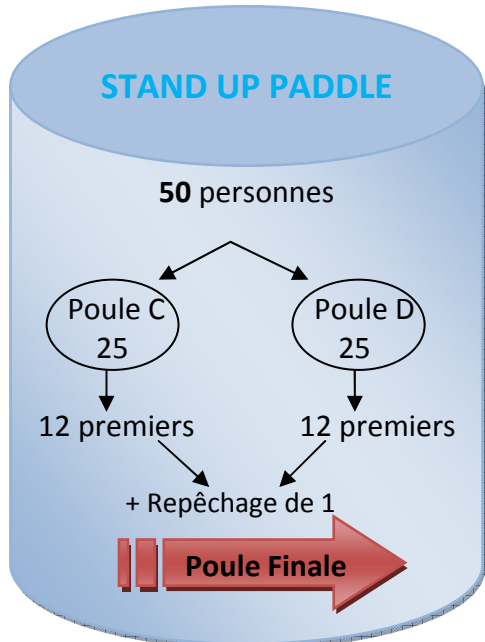 STAND UP PADDLE
50 personnes
Poule C
25
Poule D
25
12 premiers
12 premiers
+ Repêchage de 1
Poule Finale